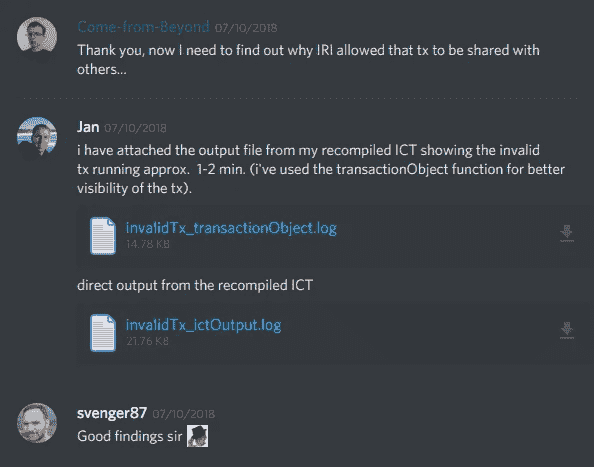 Come-from-Beyond 07/10/2018
Thank you, now I need to find out why IRI allowed that tx to be shared with
others...
Jan 07/10/2018
i have attached the output file from my recompiled ICT showing the invalid
tx running approx. 1-2 min. (i've used the transactionObject function for better
visibility of the tx).
invalidTx_transactionObject.log
14.78 KB
direct output from the recompiled ICT
invalidTx_ictOutput.log
21.76 KB
svenger87 07/10/2018
Good findings sir